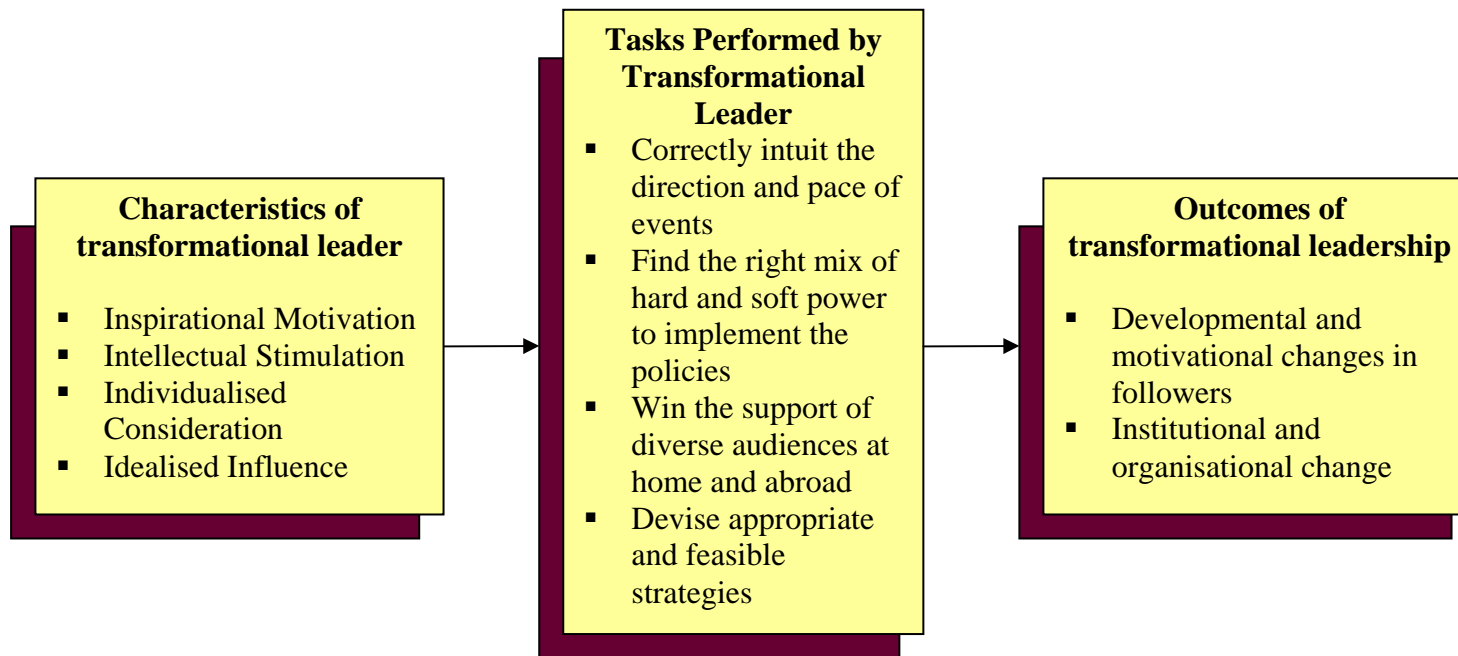 Characteristics of
transformational leader
▪ Inspirational Motivation
▪ Intellectual Stimulation
▪ Individualised
Consideration
▪ Idealised Influence
Tasks Performed by
Transformational
Leader
▪ Correctly intuit the
direction and pace of
events
▪ Find the right mix of
hard and soft power
to implement the
policies
▪ Win the support of
diverse audiences at
home and abroad
▪ Devise appropriate
and feasible
strategies
Outcomes of
transformational leadership
▪ Developmental and
motivational changes in
followers
▪ Institutional and
organisational change